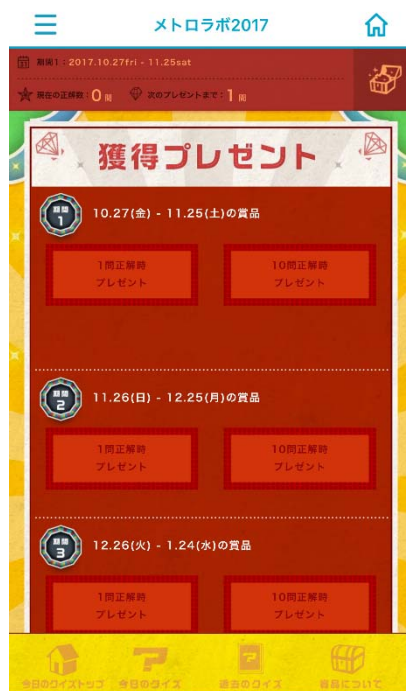 メトロラボ2017
期間1：2017.10.27fri - 11.25sat
現在の正解数：0 問 次のプレゼントまで：1 問
獲得プレゼント
期間 1 10.27(金) - 11.25(土)の賞品
1問正解時 10問正解時
プレゼント プレゼント
期間 2 11.26(日) - 12.25(月)の賞品
1問正解時 10問正解時
プレゼント プレゼント
期間 3 12.26(火) - 1.24(水)の賞品
1問正解時 10問正解時
プレゼント プレゼント
今日のクイズトップ 今日のクイズ 過去のクイズ 賞品について